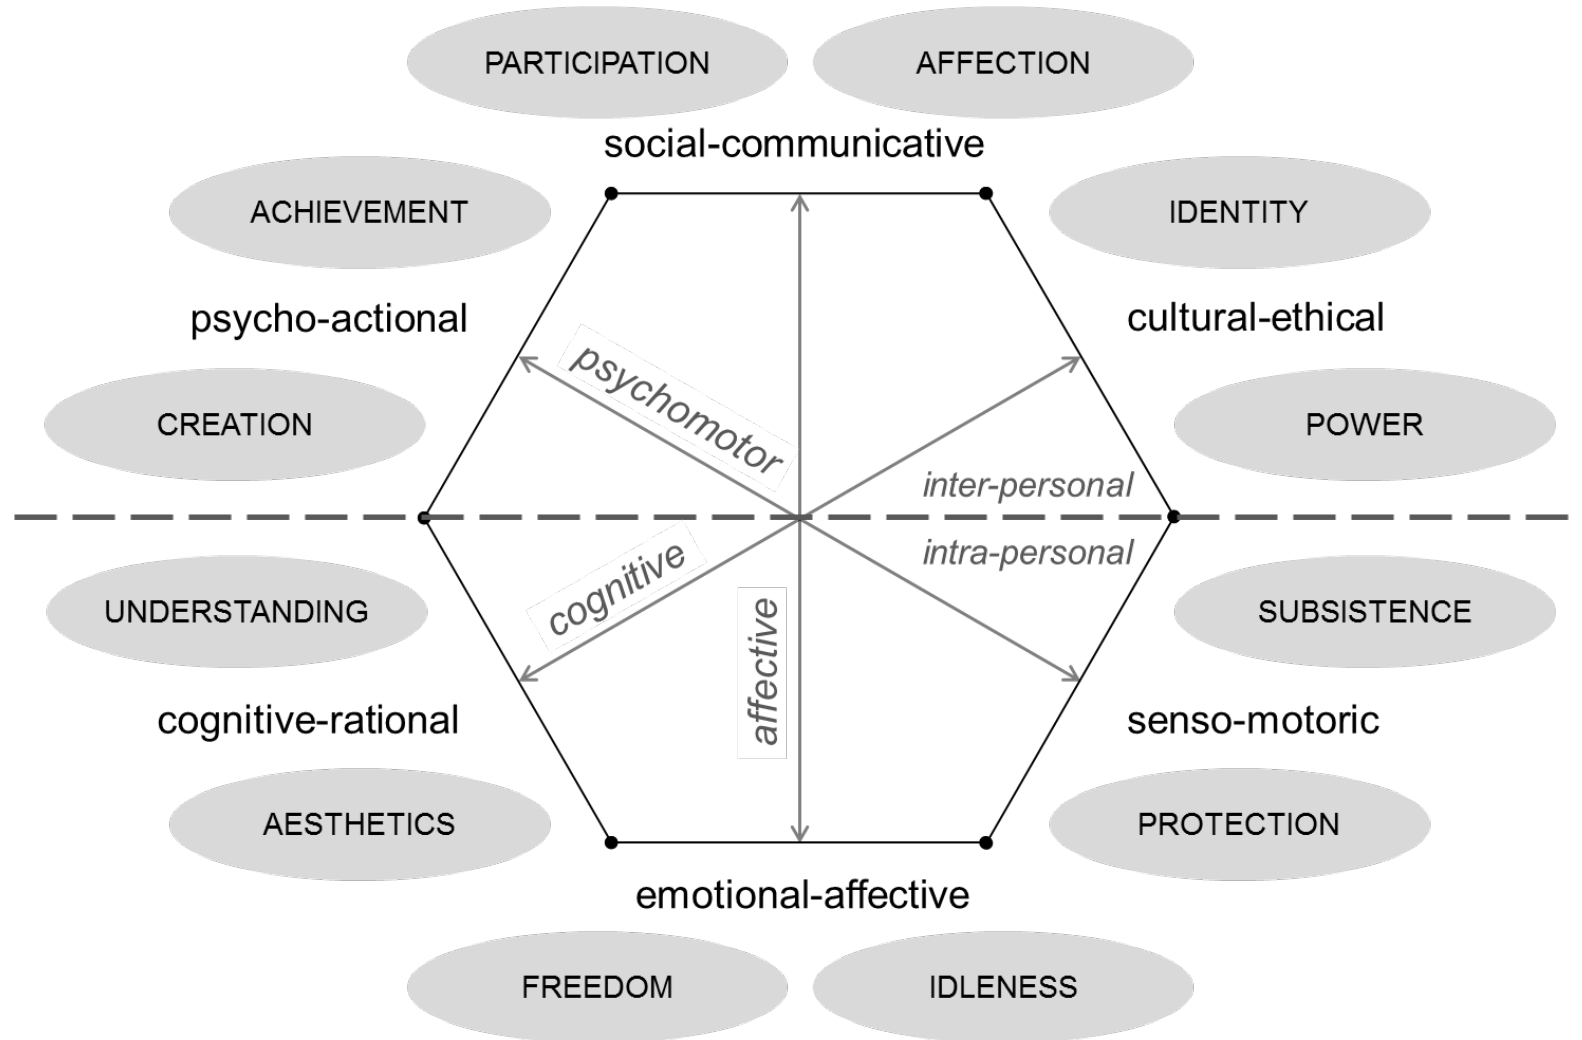 PARTICIPATION
AFFECTION
social-communicative
ACHIEVEMENT
IDENTITY
psycho-actional
cultural-ethical
psychomotor
CREATION
POWER
inter-personal
intra-personal
cognitive
UNDERSTANDING
SUBSISTENCE
affective
cognitive-rational
senso-motoric
AESTHETICS
PROTECTION
emotional-affective
FREEDOM
IDLENESS